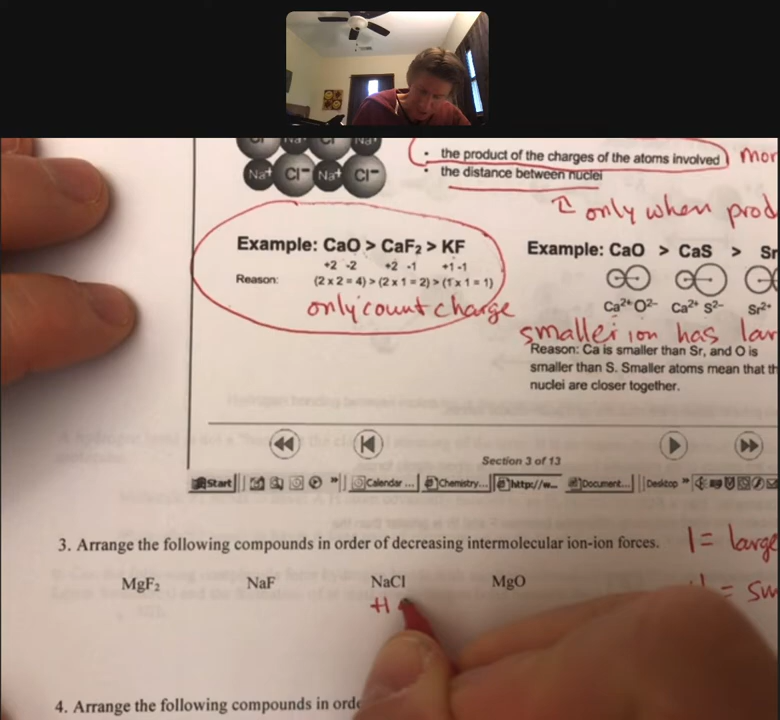 Na⁺ Cl⁻ Na⁺ Cl⁻
• the product of the charges of the atoms involved
• the distance between nuclei
only when prod
Example: CaO > CaF₂ > KF
+2 -2 +2 -1 +1 -1
Reason: (2 x 2 = 4) > (2 x 1 = 2) > (1 x 1 = 1)
only count charge
Example: CaO > CaS > Sr
Ca²⁺ O²⁻ Ca²⁺ S²⁻ Sr²⁺
smaller ion has lar
Reason: Ca is smaller than Sr, and O is
smaller than S. Smaller atoms mean that th
nuclei are closer together.
Section 3 of 13
Start Calendar ... Chemistry... http://w... Document... Desktop »
3. Arrange the following compounds in order of decreasing intermolecular ion-ion forces.
1 = large
MgF₂ NaF NaCl MgO
+1
4. Arrange the following compounds in orde